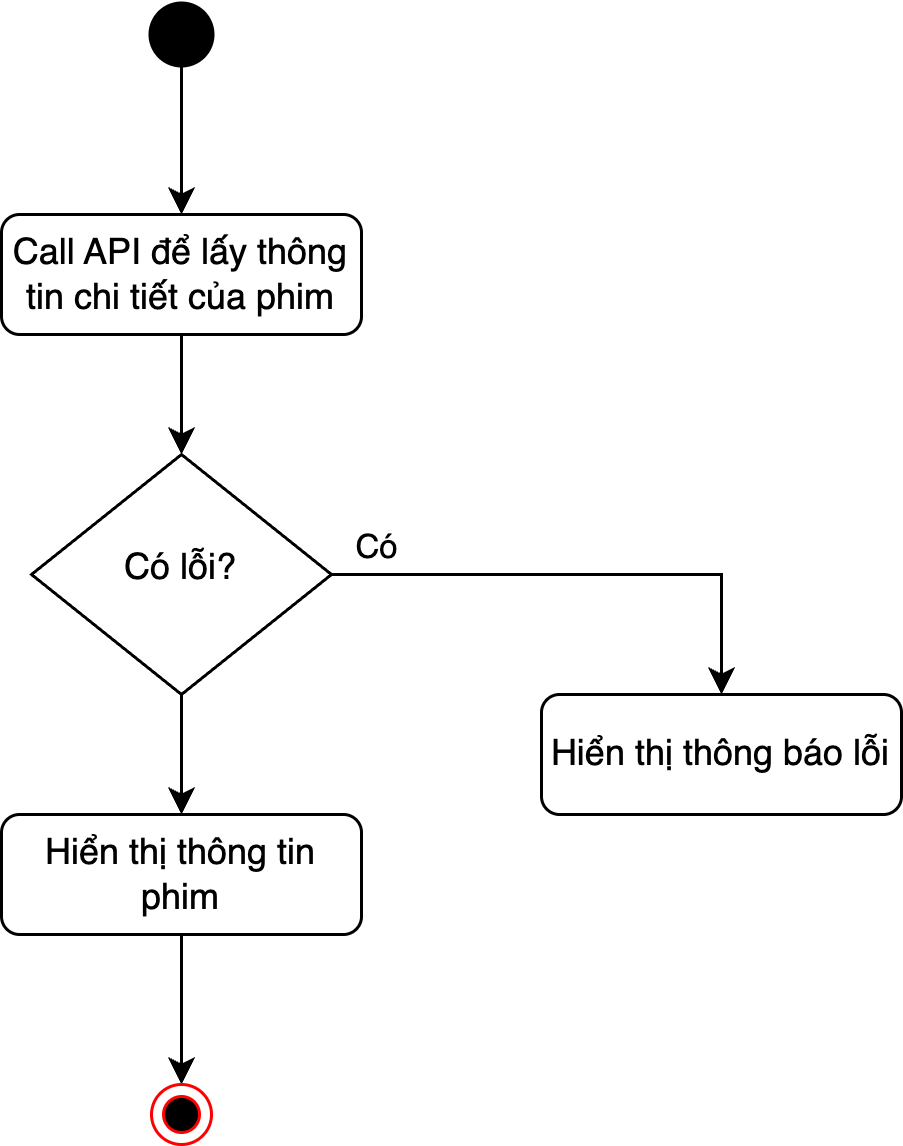 Call API để lấy thông
tin chi tiết của phim
Có lỗi?
Có
Hiển thị thông báo lỗi
Hiển thị thông tin
phim